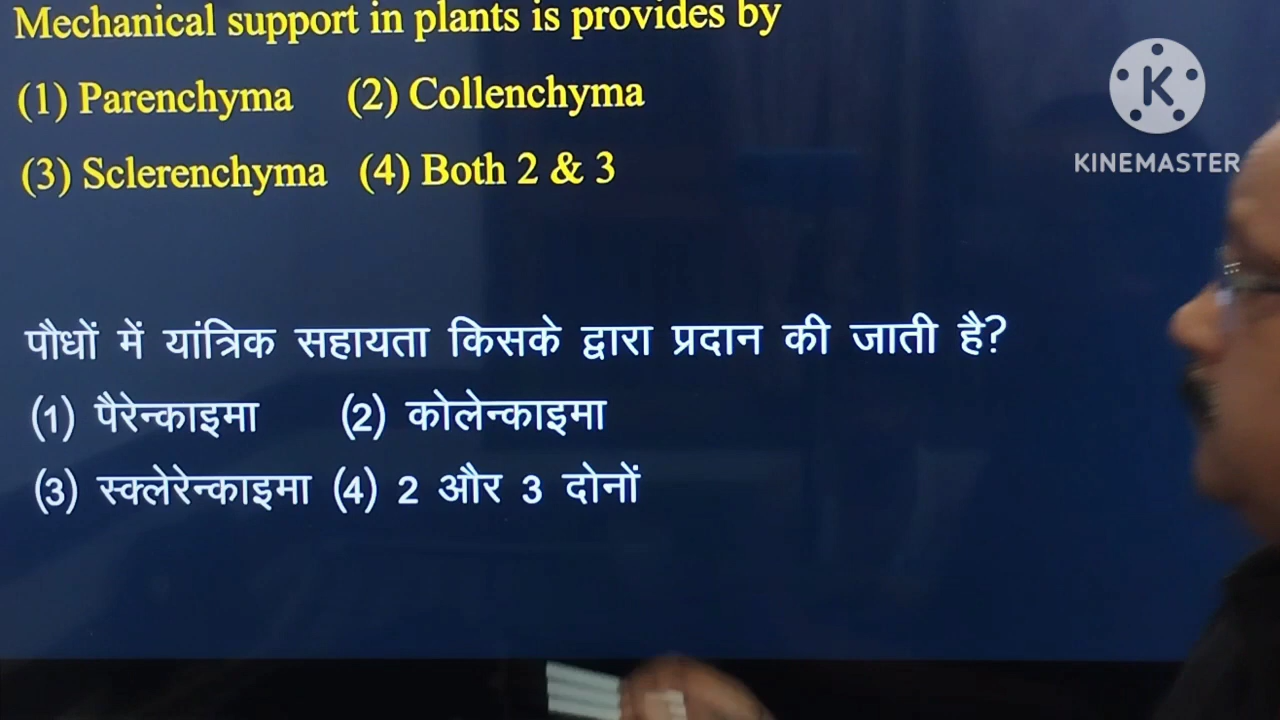 Mechanical support in plants is provides by
(1) Parenchyma (2) Collenchyma
(3) Sclerenchyma (4) Both 2 & 3
पौधों में यांत्रिक सहायता किसके द्वारा प्रदान की जाती है?
(1) पैरेन्काइमा (2) कोलेन्काइमा
(3) स्क्लेरेन्काइमा (4) 2 और 3 दोनों
K
KINEMASTER